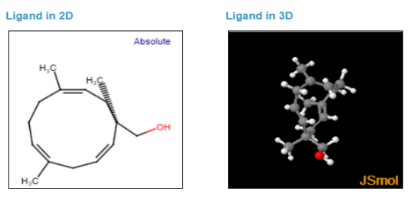 Ligand in 2D
Ligand in 3D
Absolute
H₃C
H₃C
OH
H₃C
JSmol